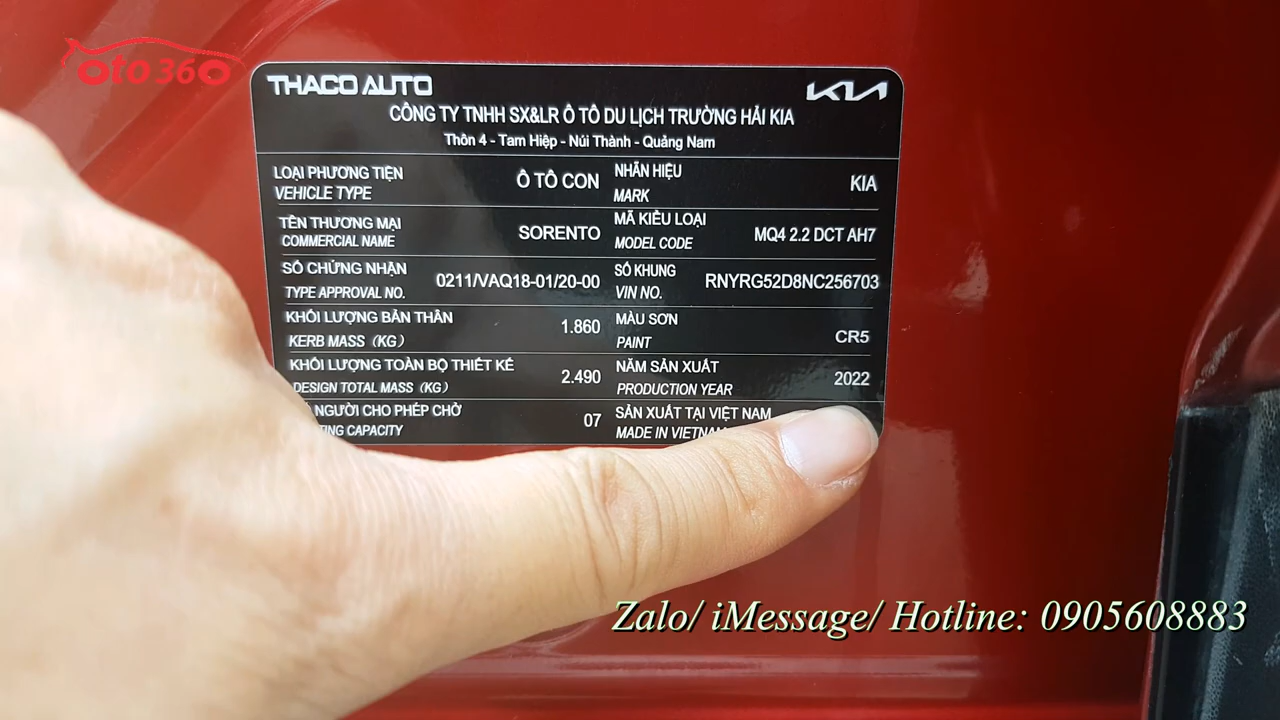 oto360
THACO AUTO
KIA
CÔNG TY TNHH SX&LR Ô TÔ DU LỊCH TRƯỜNG HẢI KIA
Thôn 4 - Tam Hiệp - Núi Thành - Quảng Nam
LOẠI PHƯƠNG TIỆN
VEHICLE TYPE
Ô TÔ CON
NHÃN HIỆU
MARK
KIA
TÊN THƯƠNG MẠI
COMMERCIAL NAME
SORENTO
MÃ KIỂU LOẠI
MODEL CODE
MQ4 2.2 DCT AH7
SỐ CHỨNG NHẬN
TYPE APPROVAL NO.
0211/VAQ18-01/20-00
SỐ KHUNG
VIN NO.
RNYRG52D8NC256703
KHỐI LƯỢNG BẢN THÂN
KERB MASS (KG)
1.860
MÀU SƠN
PAINT
CR5
KHỐI LƯỢNG TOÀN BỘ THIẾT KẾ
DESIGN TOTAL MASS (KG)
2.490
NĂM SẢN XUẤT
PRODUCTION YEAR
2022
NGƯỜI CHO PHÉP CHỞ
CAPACITY
07
SẢN XUẤT TẠI VIỆT NAM
MADE IN VIETNAM
Zalo/ iMessage/ Hotline: 0905608883